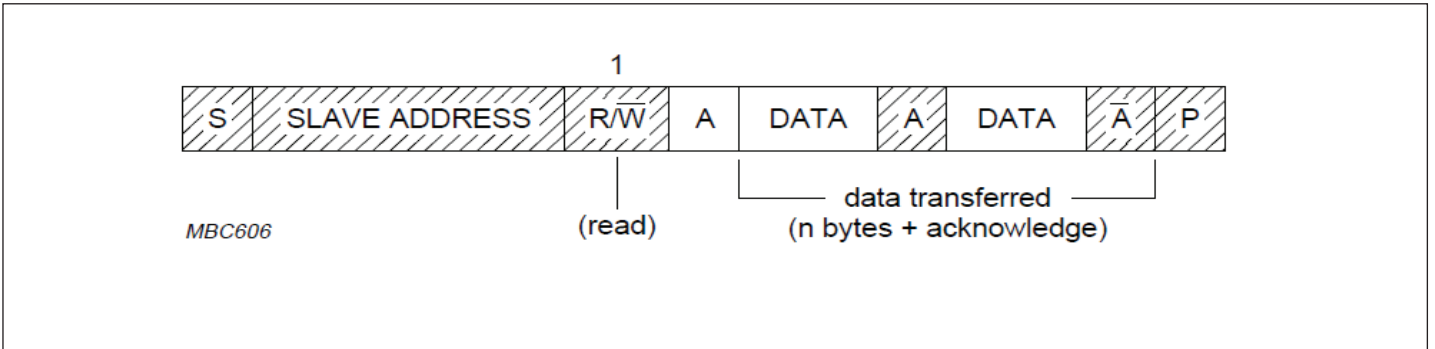 1
S SLAVE ADDRESS R/W̅ A DATA A DATA A̅ P
data transferred
(read) (n bytes + acknowledge)
MBC606